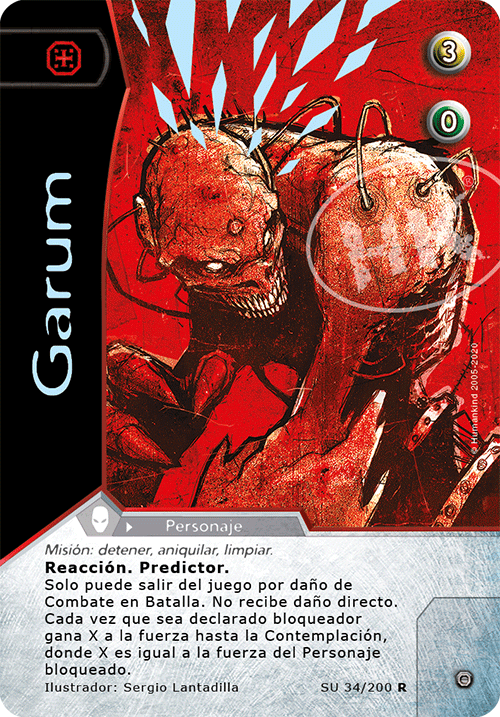 3
0
Garum
HK
© Humankind 2005-2020
Personaje
Misión: detener, aniquilar, limpiar.
Reacción. Predictor.
Solo puede salir del juego por daño de
Combate en Batalla. No recibe daño directo.
Cada vez que sea declarado bloqueador
gana X a la fuerza hasta la Contemplación,
donde X es igual a la fuerza del Personaje
bloqueado.
Ilustrador: Sergio Lantadilla SU 34/200 R